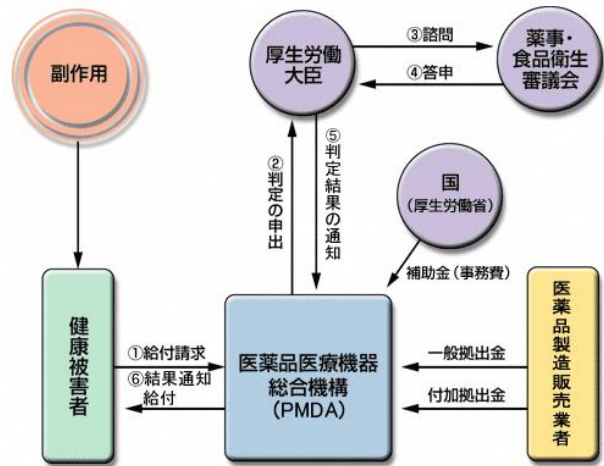 副作用
厚生労働
大臣
③諮問
④答申
薬事・
食品衛生
審議会
②判定の申出
⑤判定結果の通知
国
(厚生労働省)
補助金(事務費)
健康被害者
①給付請求
⑥結果通知
給付
医薬品医療機器
総合機構
(PMDA)
一般拠出金
付加拠出金
医薬品製造販売業者